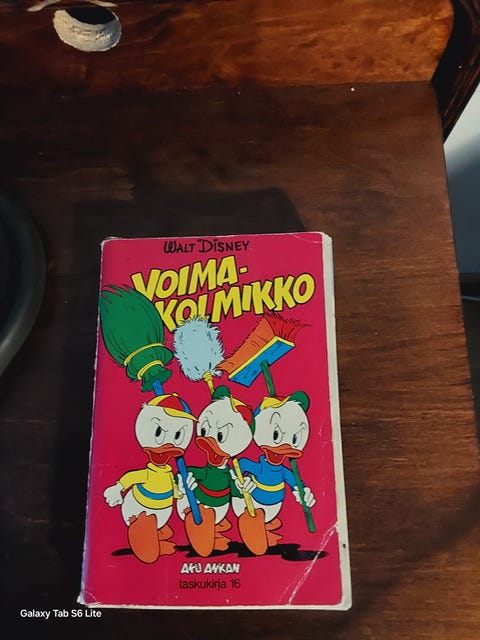 WALT DISNEY
VOIMA-
KOLMIKKO
AKU ANKAN
taskukirja 16
Galaxy Tab S6 Lite